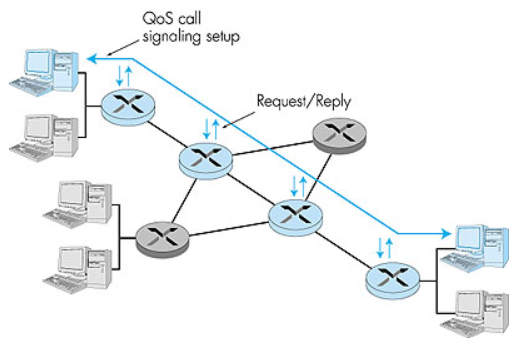 QoS call
signaling setup
Request/Reply